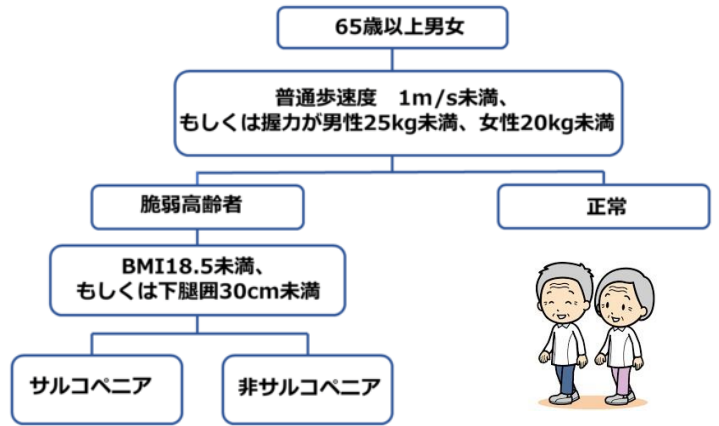 65歳以上男女
普通歩速度　1m/s未満、
もしくは握力が男性25kg未満、女性20kg未満
脆弱高齢者
正常
BMI18.5未満、
もしくは下腿囲30cm未満
サルコペニア
非サルコペニア